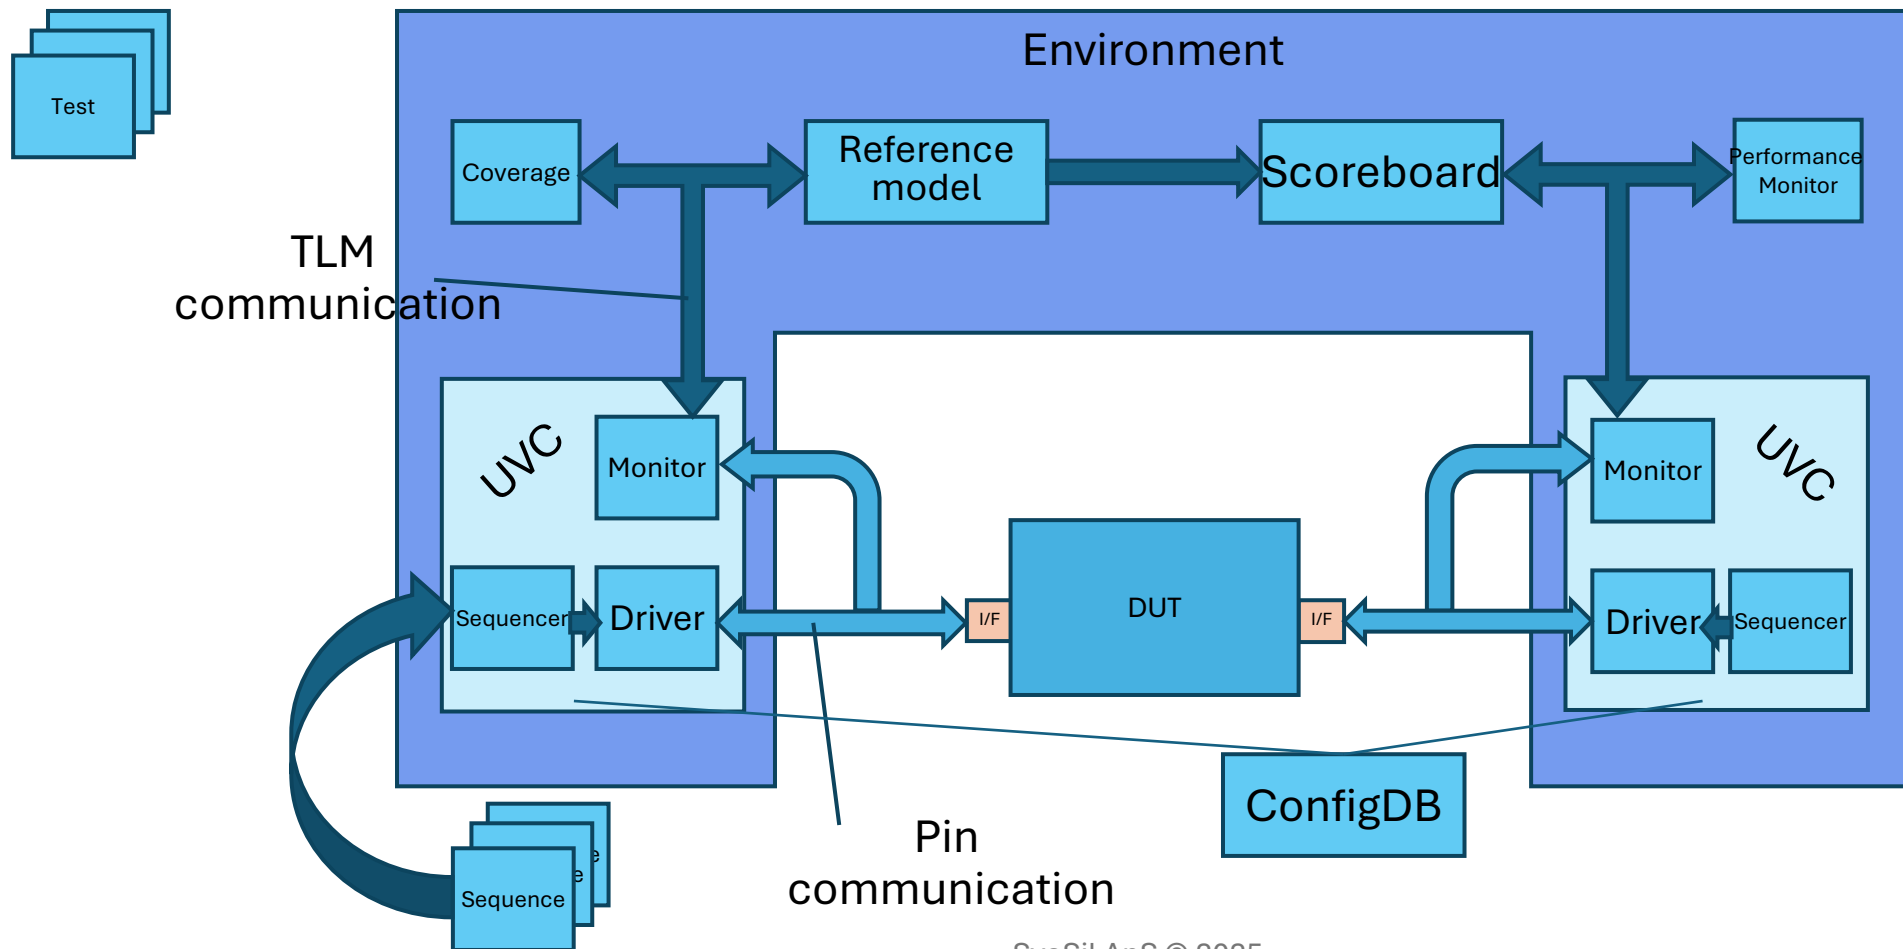 Environment
Test
Coverage
Reference
model
Scoreboard
Performance
Monitor
TLM
communication
UVC
Monitor
Monitor
UVC
Sequencer
Driver
I/F
DUT
I/F
Driver
Sequencer
ConfigDB
Pin
communication
Sequence
e
e
© 2025